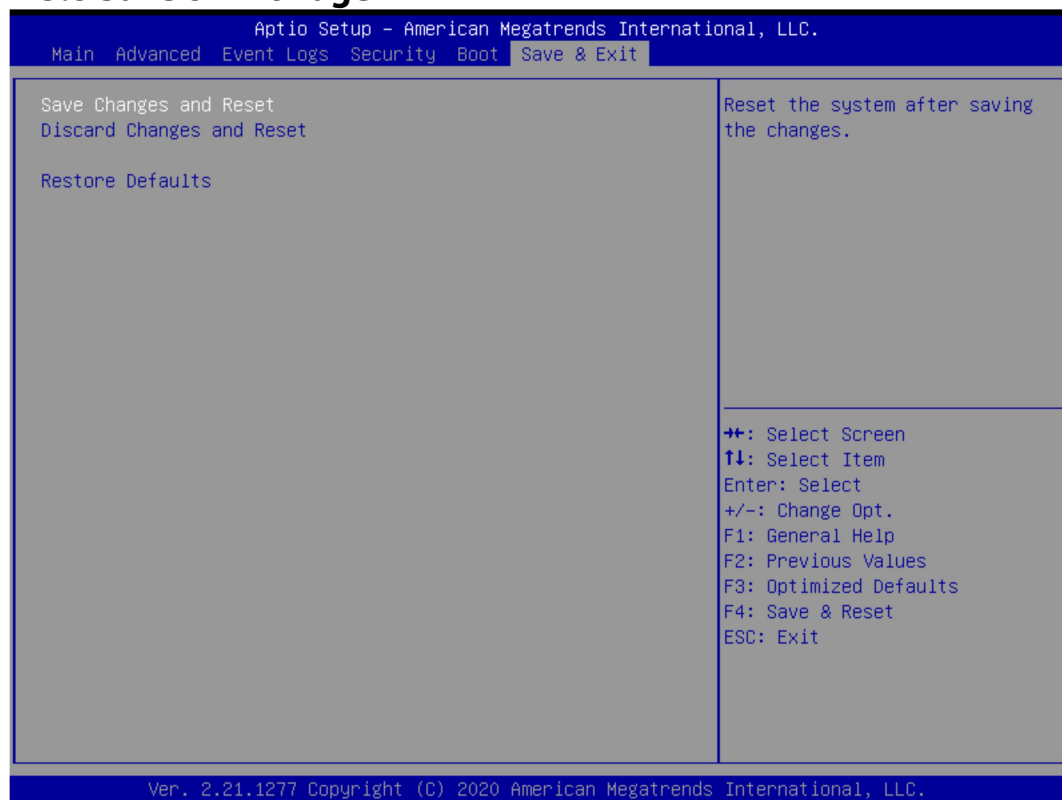 Aptio Setup – American Megatrends International, LLC.
Main Advanced Event Logs Security Boot Save & Exit
Save Changes and Reset
Discard Changes and Reset
Restore Defaults
Reset the system after saving
the changes.
→←: Select Screen
↑↓: Select Item
Enter: Select
+/-: Change Opt.
F1: General Help
F2: Previous Values
F3: Optimized Defaults
F4: Save & Reset
ESC: Exit
Ver. 2.21.1277 Copyright (C) 2020 American Megatrends International, LLC.